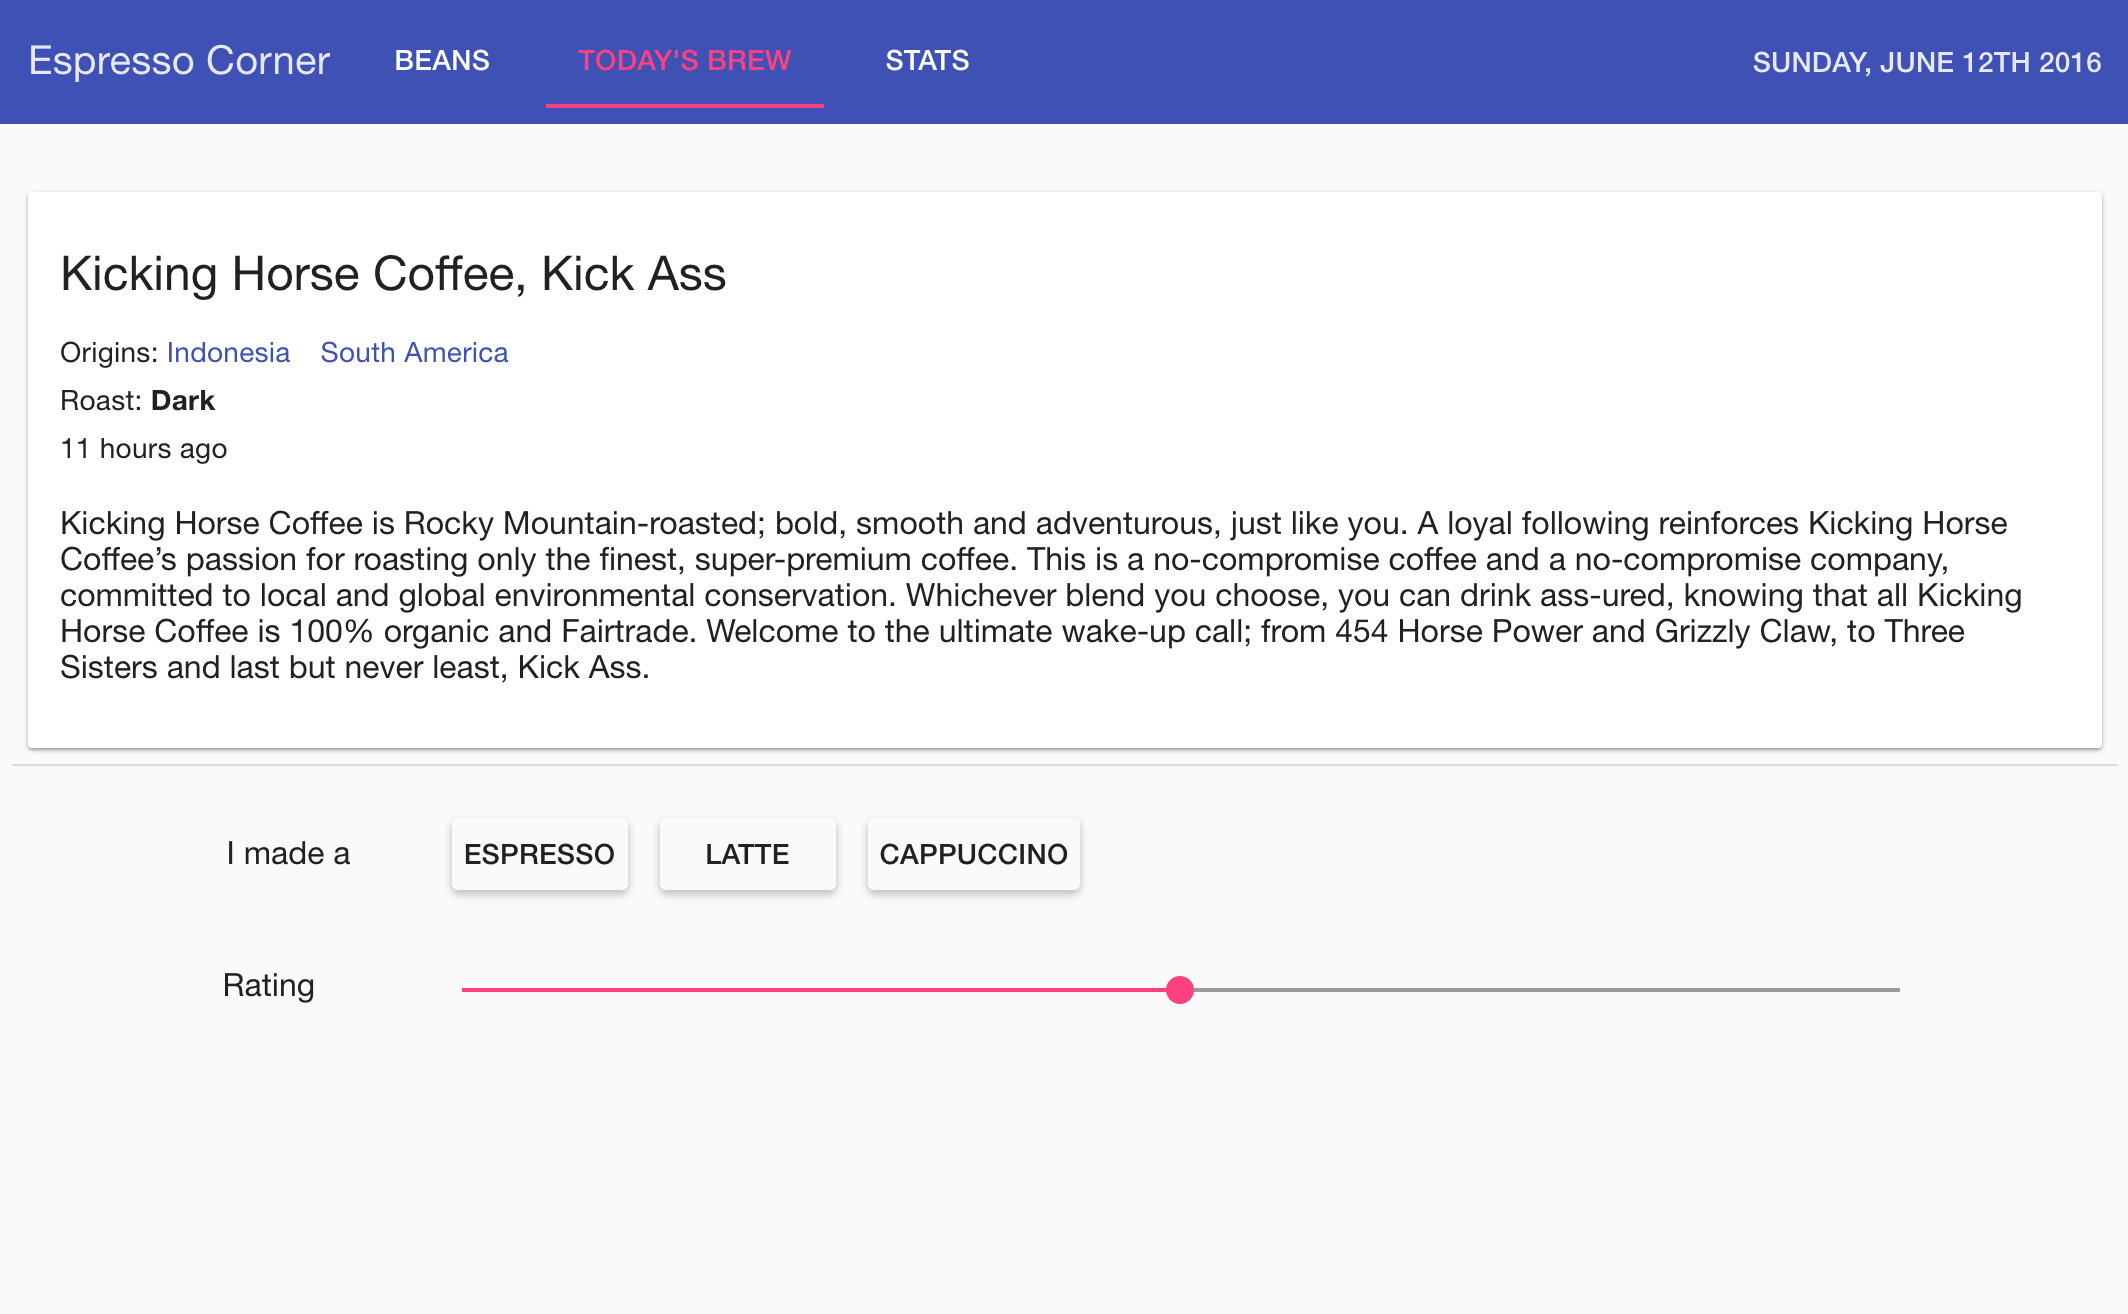 Espresso Corner BEANS TODAY'S BREW STATS SUNDAY, JUNE 12TH 2016
Kicking Horse Coffee, Kick Ass
Origins: Indonesia South America
Roast: Dark
11 hours ago
Kicking Horse Coffee is Rocky Mountain-roasted; bold, smooth and adventurous, just like you. A loyal following reinforces Kicking Horse
Coffee’s passion for roasting only the finest, super-premium coffee. This is a no-compromise coffee and a no-compromise company,
committed to local and global environmental conservation. Whichever blend you choose, you can drink ass-ured, knowing that all Kicking
Horse Coffee is 100% organic and Fairtrade. Welcome to the ultimate wake-up call; from 454 Horse Power and Grizzly Claw, to Three
Sisters and last but never least, Kick Ass.
I made a ESPRESSO LATTE CAPPUCCINO
Rating